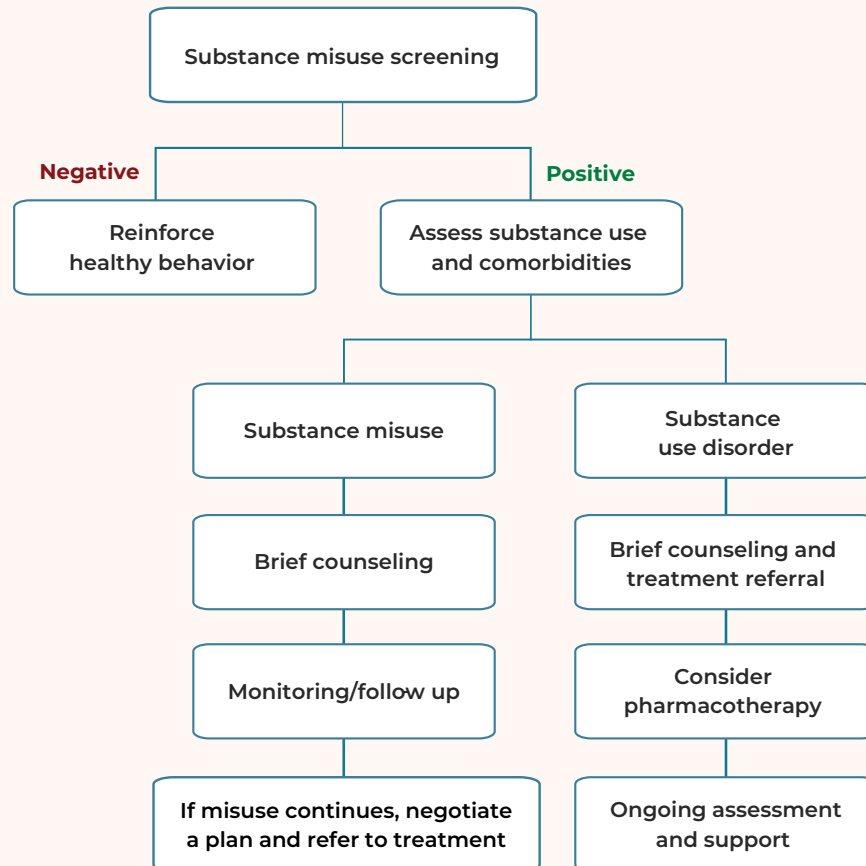 Substance misuse screening
Negative
Positive
Reinforce
healthy behavior
Assess substance use
and comorbidities
Substance misuse
Substance
use disorder
Brief counseling
Brief counseling and
treatment referral
Monitoring/follow up
Consider
pharmacotherapy
If misuse continues, negotiate
a plan and refer to treatment
Ongoing assessment
and support